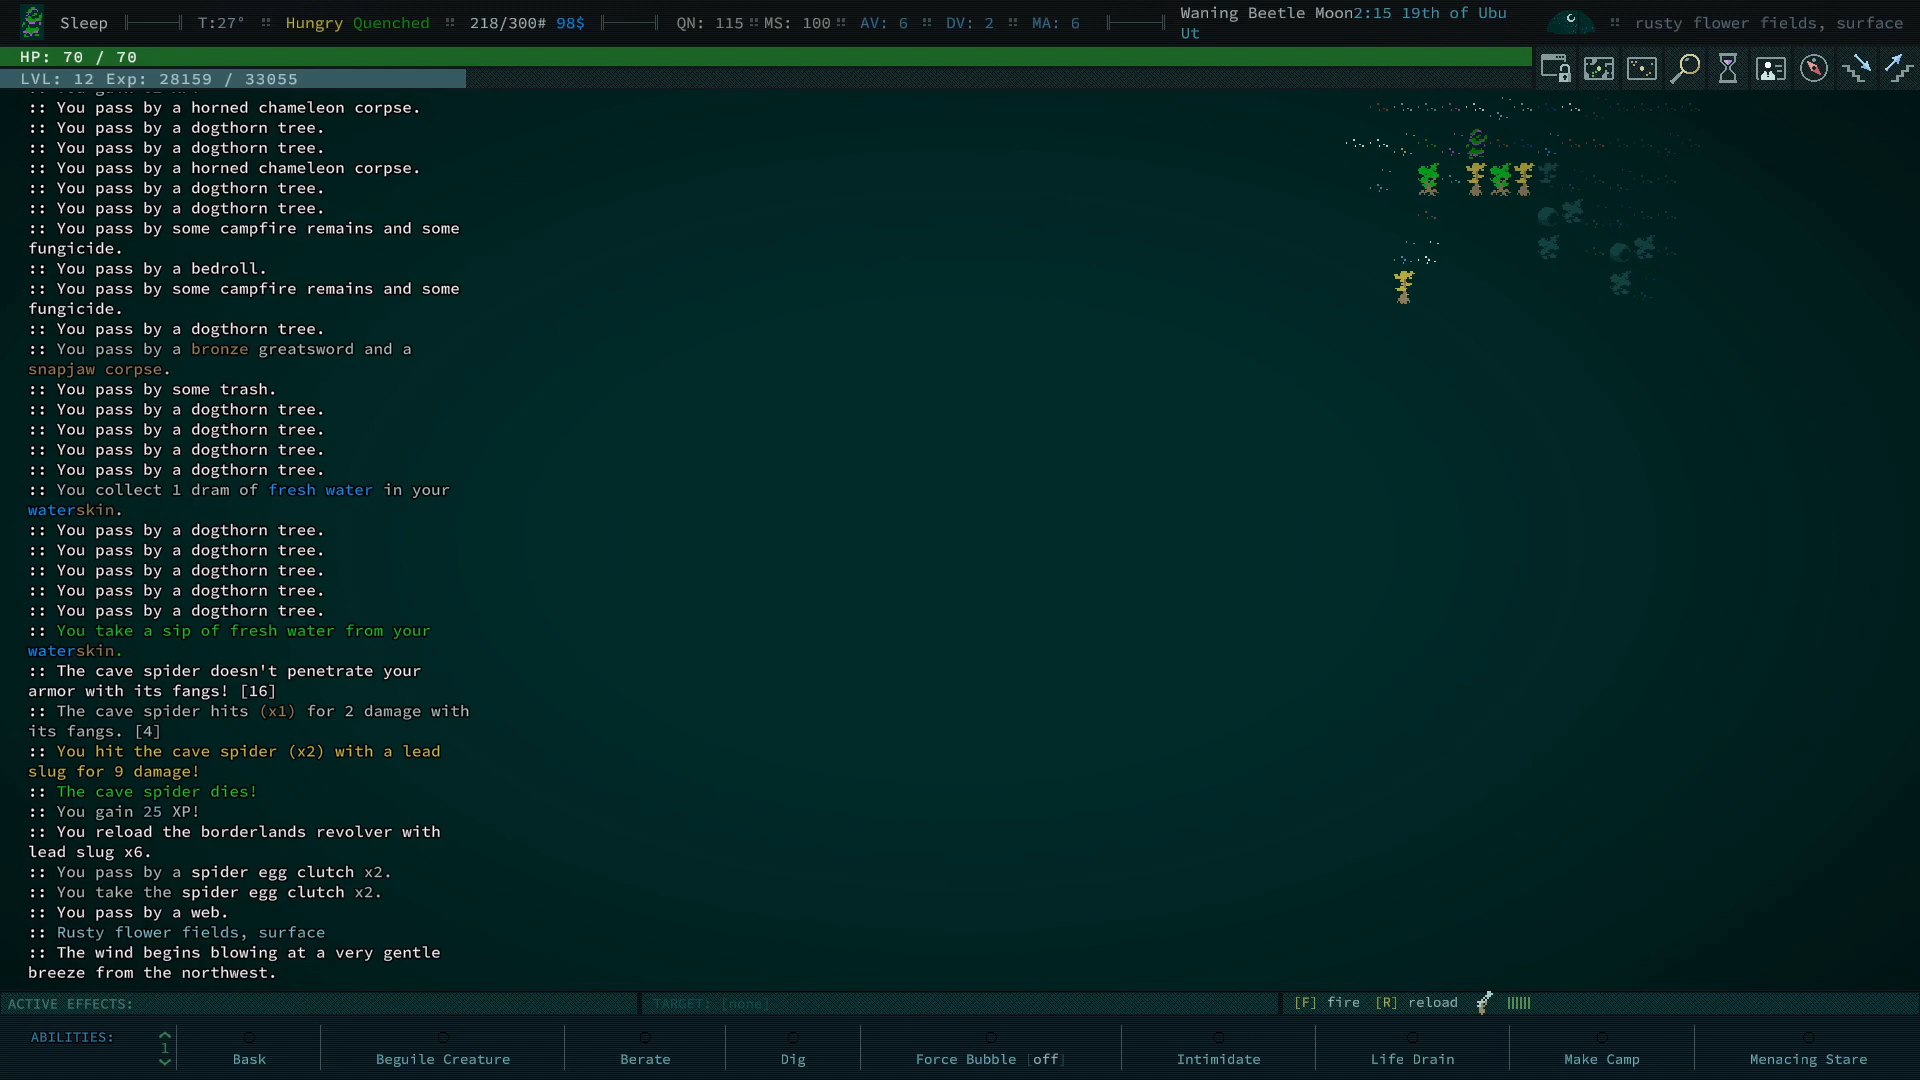 Sleep T:27° :: Hungry Quenched :: 218/300# 98$ QN: 115 :: MS: 100 :: AV: 6 :: DV: 2 :: MA: 6 Waning Beetle Moon 2:15 19th of Ubu Ut :: rusty flower fields, surface
HP: 70 / 70
LVL: 12 Exp: 28159 / 33055
:: You pass by a horned chameleon corpse.
:: You pass by a dogthorn tree.
:: You pass by a dogthorn tree.
:: You pass by a horned chameleon corpse.
:: You pass by a dogthorn tree.
:: You pass by a dogthorn tree.
:: You pass by some campfire remains and some
fungicide.
:: You pass by a bedroll.
:: You pass by some campfire remains and some
fungicide.
:: You pass by a dogthorn tree.
:: You pass by a bronze greatsword and a
snapjaw corpse.
:: You pass by some trash.
:: You pass by a dogthorn tree.
:: You pass by a dogthorn tree.
:: You pass by a dogthorn tree.
:: You pass by a dogthorn tree.
:: You collect 1 dram of fresh water in your
waterskin.
:: You pass by a dogthorn tree.
:: You pass by a dogthorn tree.
:: You pass by a dogthorn tree.
:: You pass by a dogthorn tree.
:: You pass by a dogthorn tree.
:: You take a sip of fresh water from your
waterskin.
:: The cave spider doesn't penetrate your
armor with its fangs! [16]
:: The cave spider hits (x1) for 2 damage with
its fangs. [4]
:: You hit the cave spider (x2) with a lead
slug for 9 damage!
:: The cave spider dies!
:: You gain 25 XP!
:: You reload the borderlands revolver with
lead slug x6.
:: You pass by a spider egg clutch x2.
:: You take the spider egg clutch x2.
:: You pass by a web.
:: Rusty flower fields, surface
:: The wind begins blowing at a very gentle
breeze from the northwest.
ACTIVE EFFECTS: TARGET: [none] [F] fire [R] reload
ABILITIES: 1 Bask Beguile Creature Berate Dig Force Bubble [off] Intimidate Life Drain Make Camp Menacing Stare